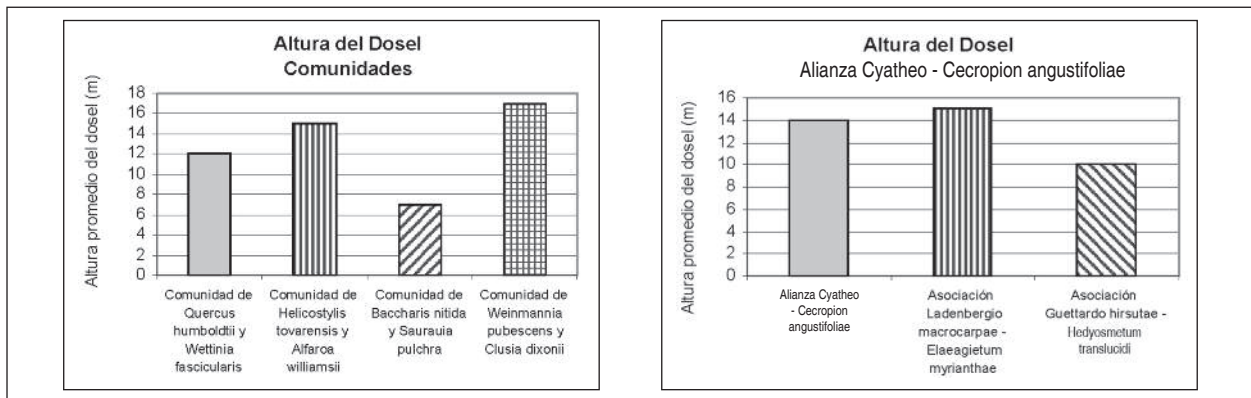 Altura del Dosel
Comunidades
Altura promedio del dosel (m)
18
16
14
12
10
8
6
4
2
0
Comunidad de
Quercus
humboldtii y
Wettinia
fascicularis
Comunidad de
Helicostylis
tovarensis y
Alfaroa
williamsii
Comunidad de
Baccharis nitida
y Saurauia
pulchra
Comunidad de
Weinmannia
pubescens y
Clusia dixonii
Altura del Dosel
Alianza Cyatheo - Cecropion angustifoliae
Altura promedio del dosel (m)
16
14
12
10
8
6
4
2
0
Alianza Cyatheo
- Cecropion
angustifoliae
Asociación
Ladenbergio
macrocarpae -
Elaeagietum
myrianthae
Asociación
Guettardo hirsutae -
Hedyosmetum
translucidi